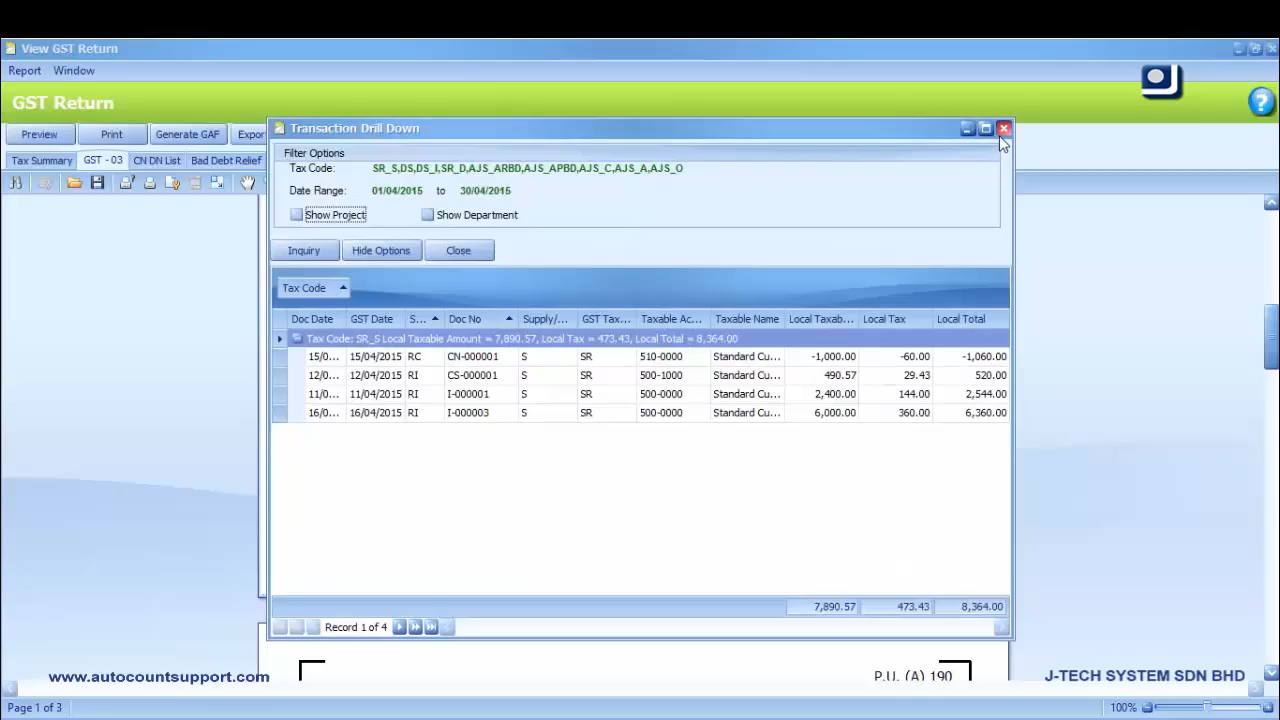 View GST Return
Report Window
GST Return
Preview Print Generate GAF Expor
Tax Summary GST - 03 CN DN List Bad Debt Relief
Transaction Drill Down
Filter Options
Tax Code: SR_S,DS,DS_I,SR_D,AJS_ARBD,AJS_APBD,AJS_C,AJS_A,AJS_O
Date Range: 01/04/2015 to 30/04/2015
Show Project Show Department
Inquiry Hide Options Close
Tax Code
Doc Date GST Date S... Doc No Supply/... GST Tax... Taxable Ac... Taxable Name Local Taxab... Local Tax Local Total
Tax Code: SR_S Local Taxable Amount = 7,890.57, Local Tax = 473.43, Local Total = 8,364.00
15/0... 15/04/2015 RC CN-000001 S SR 510-0000 Standard Cu... -1,000.00 -60.00 -1,060.00
12/0... 12/04/2015 RI CS-000001 S SR 500-1000 Standard Cu... 490.57 29.43 520.00
11/0... 11/04/2015 RI I-000001 S SR 500-0000 Standard Cu... 2,400.00 144.00 2,544.00
16/0... 16/04/2015 RI I-000003 S SR 500-0000 Standard Cu... 6,000.00 360.00 6,360.00
7,890.57 473.43 8,364.00
Record 1 of 4
P.U. (A) 190
www.autocountsupport.com J-TECH SYSTEM SDN BHD
Page 1 of 3 100%